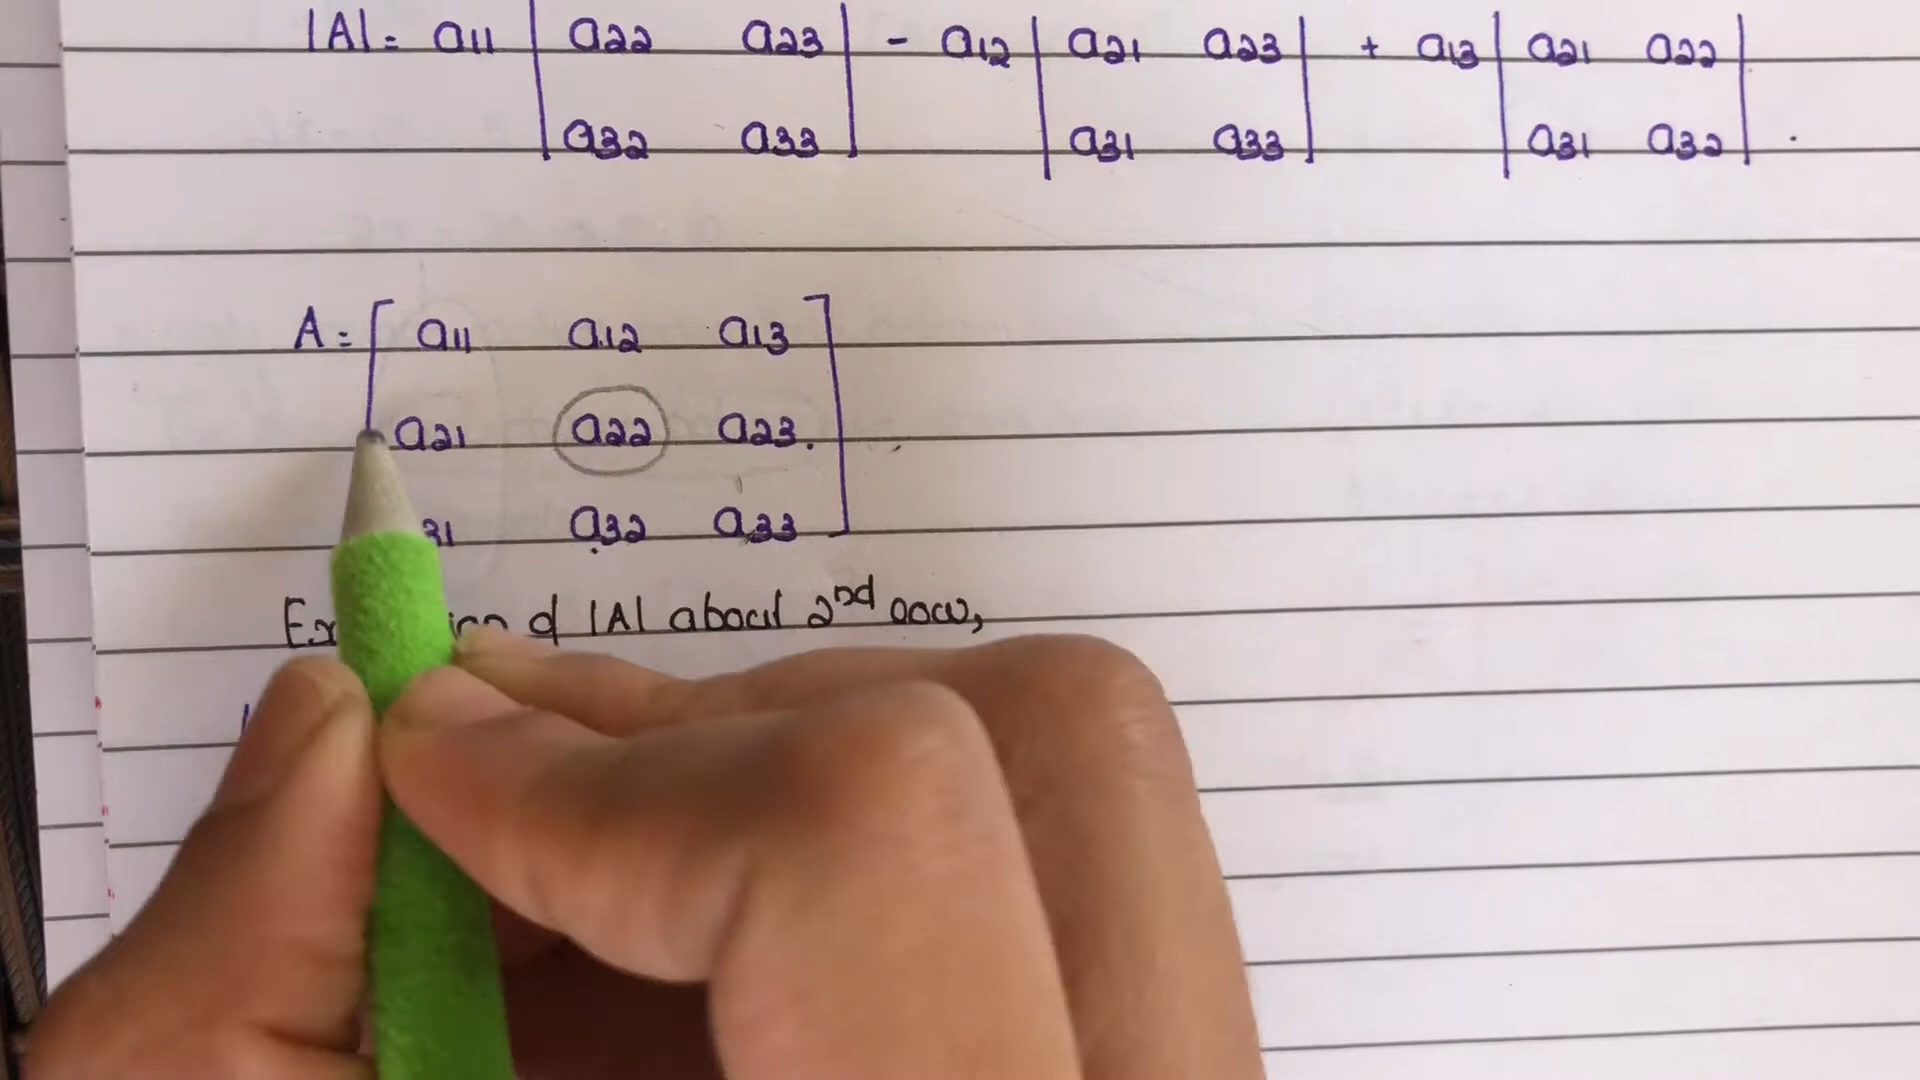 |A| = a11 | a22 a23 | - a12 | a21 a23 | + a13 | a21 a22 |
| a32 a33 | | a31 a33 | | a31 a32 | .
A = [ a11 a12 a13 ]
a21 a22 a23
31 a32 a33
of |A| about 2nd row,